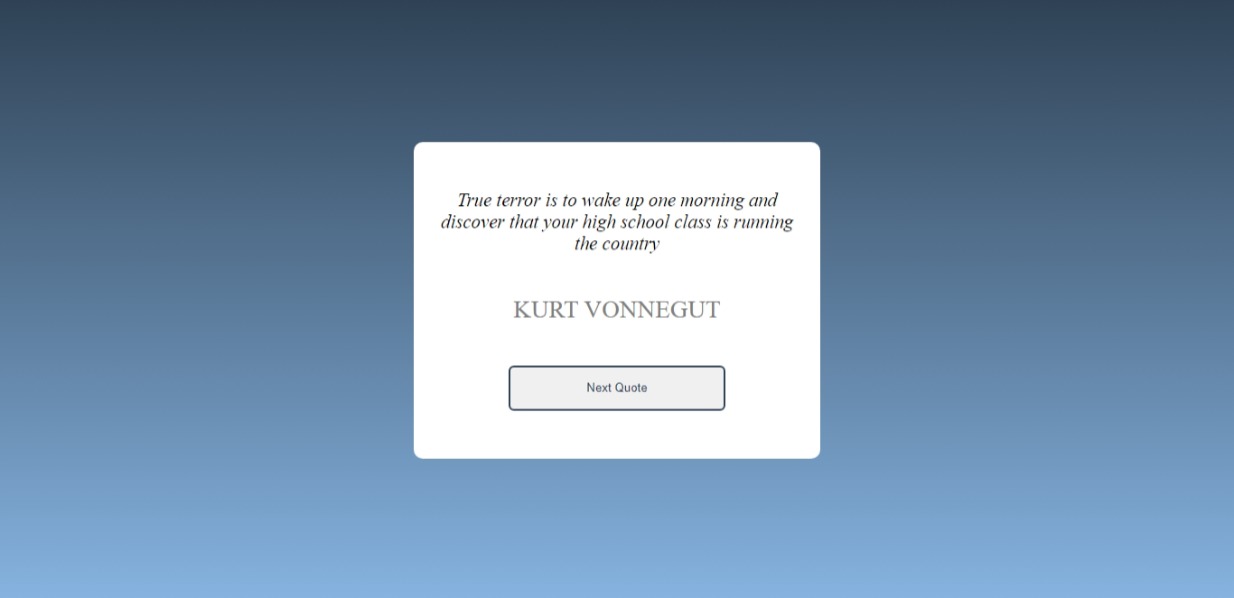 True terror is to wake up one morning and
discover that your high school class is running
the country
KURT VONNEGUT
Next Quote